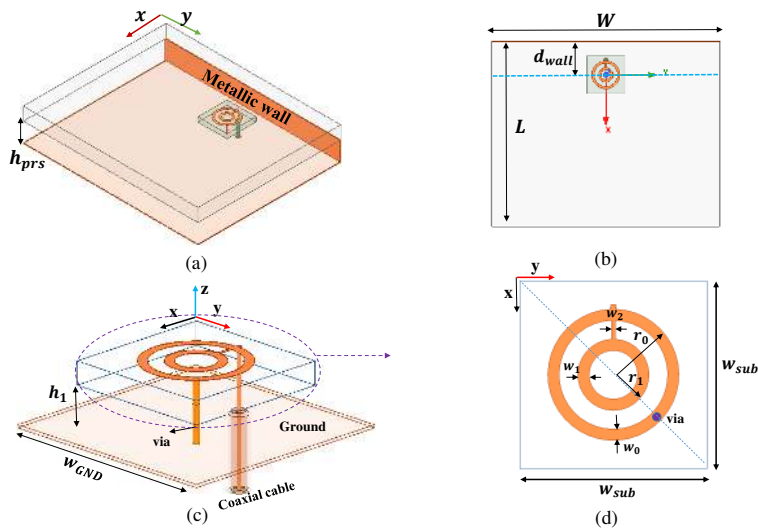 x
y
Metallic wall
h_prs
(a)
W
d_wall
Y
L
X
(b)
z
x
y
h_1
via
Ground
w_GND
Coaxial cable
(c)
y
x
w_2
r_0
w_1
r_1
w_sub
via
w_0
w_sub
(d)